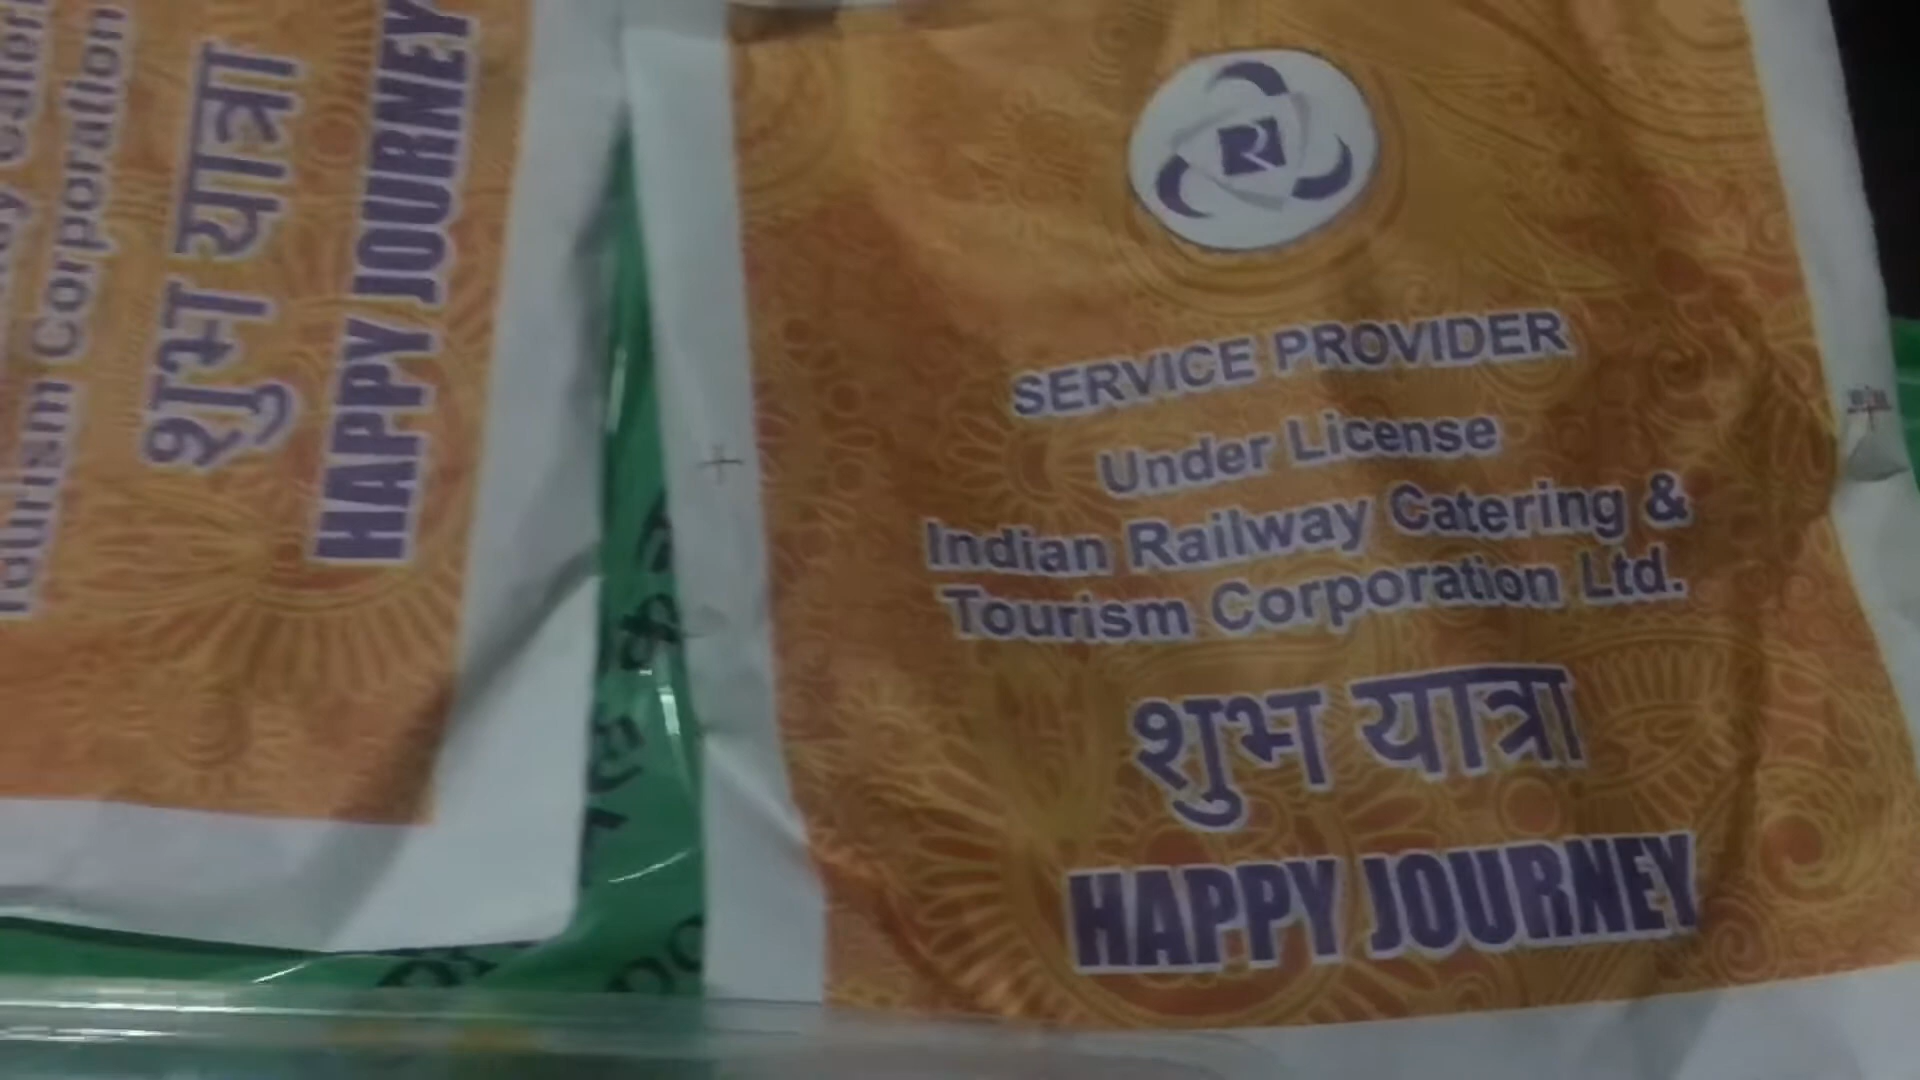 Tourism Corporation
शुभ यात्रा
HAPPY JOURNEY
SERVICE PROVIDER
Under License
Indian Railway Catering &
Tourism Corporation Ltd.
शुभ यात्रा
HAPPY JOURNEY